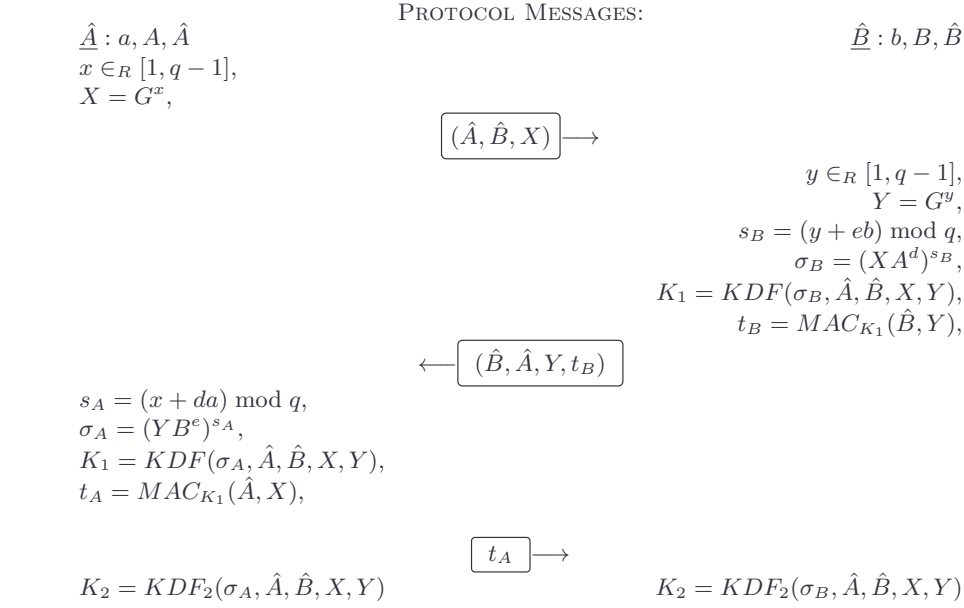 PROTOCOL MESSAGES:
Â : a, A, Â B̂ : b, B, B̂
x ∈R [1, q − 1],
X = G^x,
(Â, B̂, X) ⟶
y ∈R [1, q − 1],
Y = G^y,
s_B = (y + eb) mod q,
σ_B = (XA^d)^{s_B},
K_1 = KDF(σ_B, Â, B̂, X, Y),
t_B = MAC_{K_1}(B̂, Y),
⟵ (B̂, Â, Y, t_B)
s_A = (x + da) mod q,
σ_A = (YB^e)^{s_A},
K_1 = KDF(σ_A, Â, B̂, X, Y),
t_A = MAC_{K_1}(Â, X),
t_A ⟶
K_2 = KDF_2(σ_A, Â, B̂, X, Y) K_2 = KDF_2(σ_B, Â, B̂, X, Y)